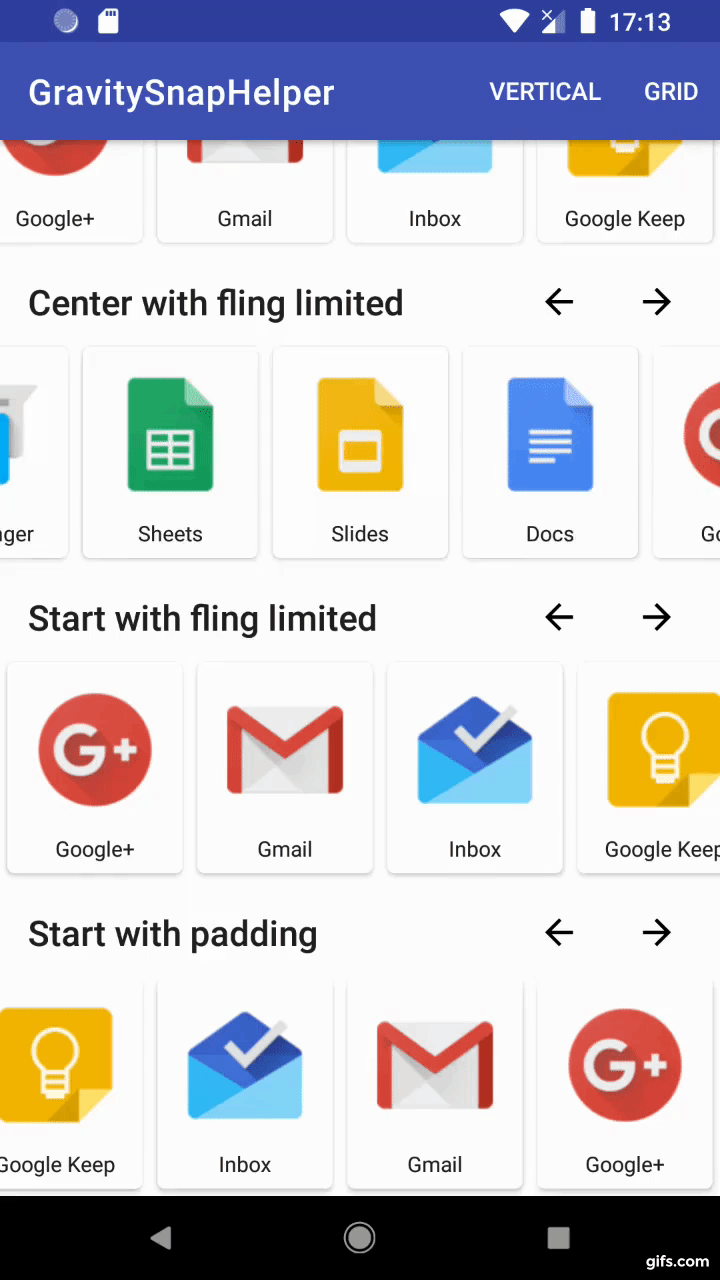 17:13
GravitySnapHelper VERTICAL GRID
Google+ Gmail Inbox Google Keep
Center with fling limited
nger Sheets Slides Docs Go
Start with fling limited
G+ 
Google+ Gmail Inbox Google Keep
Start with padding
G+
Google Keep Inbox Gmail Google+
gifs.com